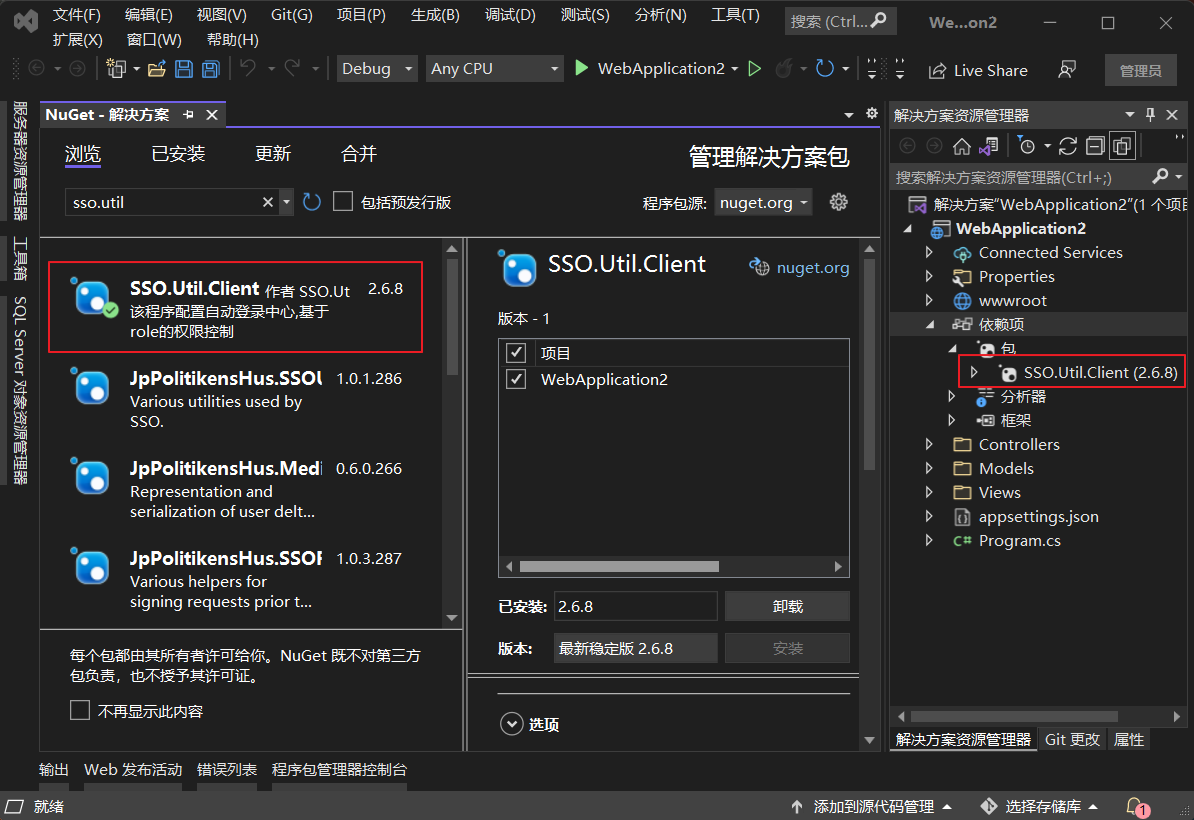 文件(F) 编辑(E) 视图(V) Git(G) 项目(P) 生成(B) 调试(D) 测试(S) 分析(N) 工具(T) 搜索 (Ctrl... We...on2
扩展(X) 窗口(W) 帮助(H)
Debug Any CPU WebApplication2 Live Share 管理员
服务器资源管理器
工具箱
SQL Server 对象资源管理器
NuGet - 解决方案
浏览 已安装 更新 合并 管理解决方案包
sso.util 包括预发行版 程序包源: nuget.org
SSO.Util.Client 作者 SSO.Ut 2.6.8
该程序配置自动登录中心,基于
role的权限控制
JpPolitikensHus.SSOU 1.0.1.286
Various utilities used by
SSO.
JpPolitikensHus.Medi 0.6.0.266
Representation and
serialization of user delt...
JpPolitikensHus.SSOF 1.0.3.287
Various helpers for
signing requests prior t...
每个包都由其所有者许可给你。NuGet 既不对第三方
包负责，也不授予其许可证。
不再显示此内容
SSO.Util.Client nuget.org
版本 - 1
项目
WebApplication2
已安装: 2.6.8 卸载
版本: 最新稳定版 2.6.8 安装
选项
解决方案资源管理器
搜索解决方案资源管理器(Ctrl+;)
解决方案"WebApplication2"(1 个项目
WebApplication2
Connected Services
Properties
wwwroot
依赖项
包
SSO.Util.Client (2.6.8)
分析器
框架
Controllers
Models
Views
appsettings.json
C# Program.cs
解决方案资源管理器 Git 更改 属性
输出 Web 发布活动 错误列表 程序包管理器控制台
就绪 添加到源代码管理 选择存储库 1